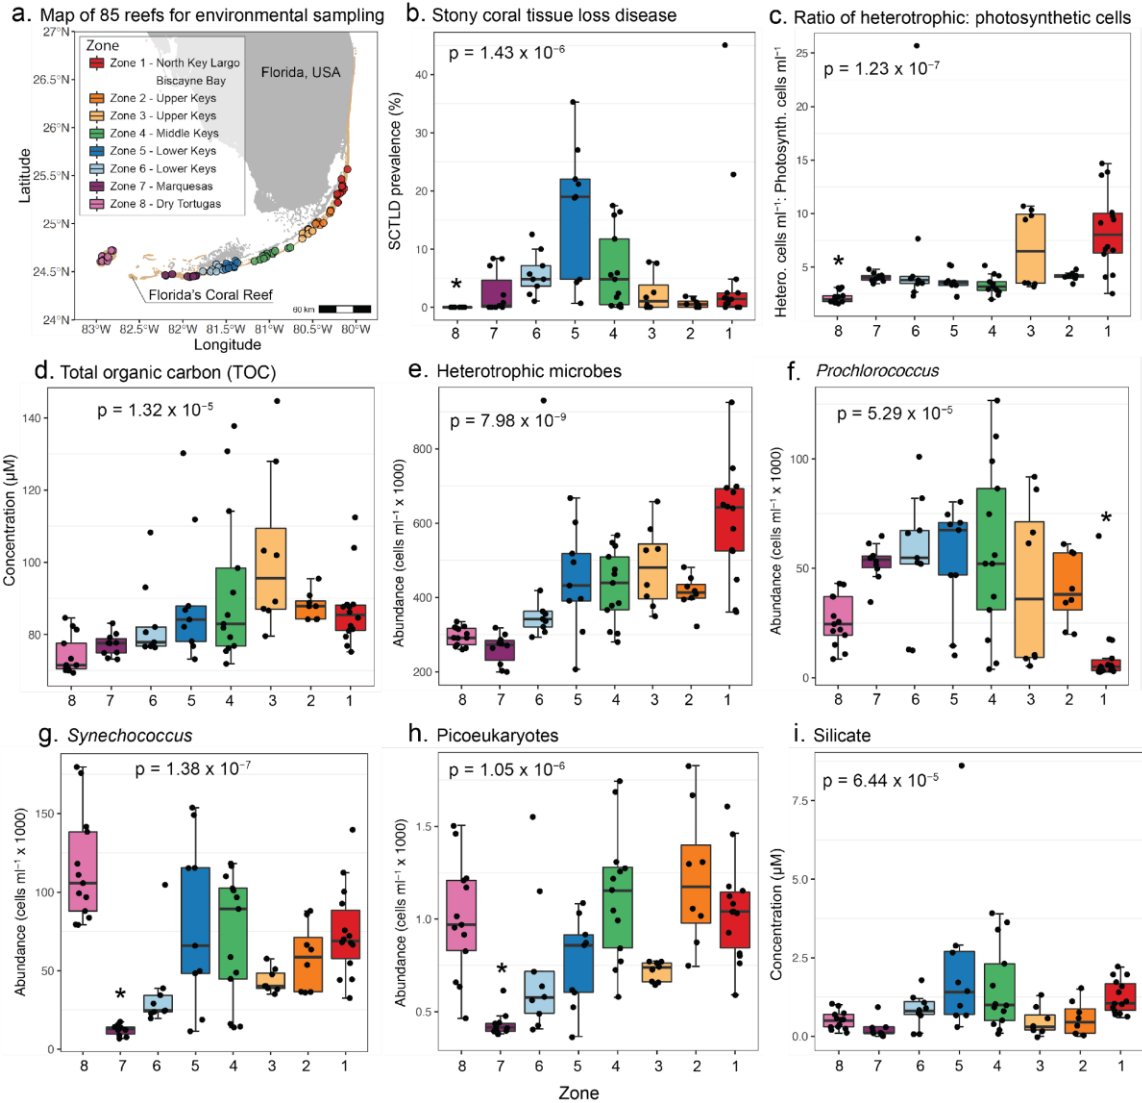 a. Map of 85 reefs for environmental sampling
27°N
26.5°N
26°N
25.5°N
25°N
24.5°N
24°N
Latitude
Zone
Zone 1 - North Key Largo
Biscayne Bay
Zone 2 - Upper Keys
Zone 3 - Upper Keys
Zone 4 - Middle Keys
Zone 5 - Lower Keys
Zone 6 - Lower Keys
Zone 7 - Marquesas
Zone 8 - Dry Tortugas
Florida, USA
Florida's Coral Reef
60 km
83°W 82.5°W 82°W 81.5°W 81°W 80.5°W 80°W
Longitude
b. Stony coral tissue loss disease
p = 1.43 x 10⁻⁶
SCTLD prevalence (%)
40
30
20
10
0
*
8 7 6 5 4 3 2 1
c. Ratio of heterotrophic: photosynthetic cells
p = 1.23 x 10⁻⁷
Hetero. cells ml⁻¹: Photosynth. cells ml⁻¹
25
20
15
10
5
*
8 7 6 5 4 3 2 1
d. Total organic carbon (TOC)
p = 1.32 x 10⁻⁵
Concentration (µM)
140
120
100
80
8 7 6 5 4 3 2 1
e. Heterotrophic microbes
p = 7.98 x 10⁻⁹
Abundance (cells ml⁻¹ x 1000)
800
600
400
200
8 7 6 5 4 3 2 1
f. Prochlorococcus
p = 5.29 x 10⁻⁵
Abundance (cells ml⁻¹ x 1000)
100
50
0
*
8 7 6 5 4 3 2 1
g. Synechococcus
p = 1.38 x 10⁻⁷
Abundance (cells ml⁻¹ x 1000)
150
100
50
0
*
8 7 6 5 4 3 2 1
h. Picoeukaryotes
p = 1.05 x 10⁻⁶
Abundance (cells ml⁻¹ x 1000)
1.5
1.0
0.5
*
8 7 6 5 4 3 2 1
Zone
i. Silicate
p = 6.44 x 10⁻⁵
Concentration (µM)
7.5
5.0
2.5
0.0
8 7 6 5 4 3 2 1